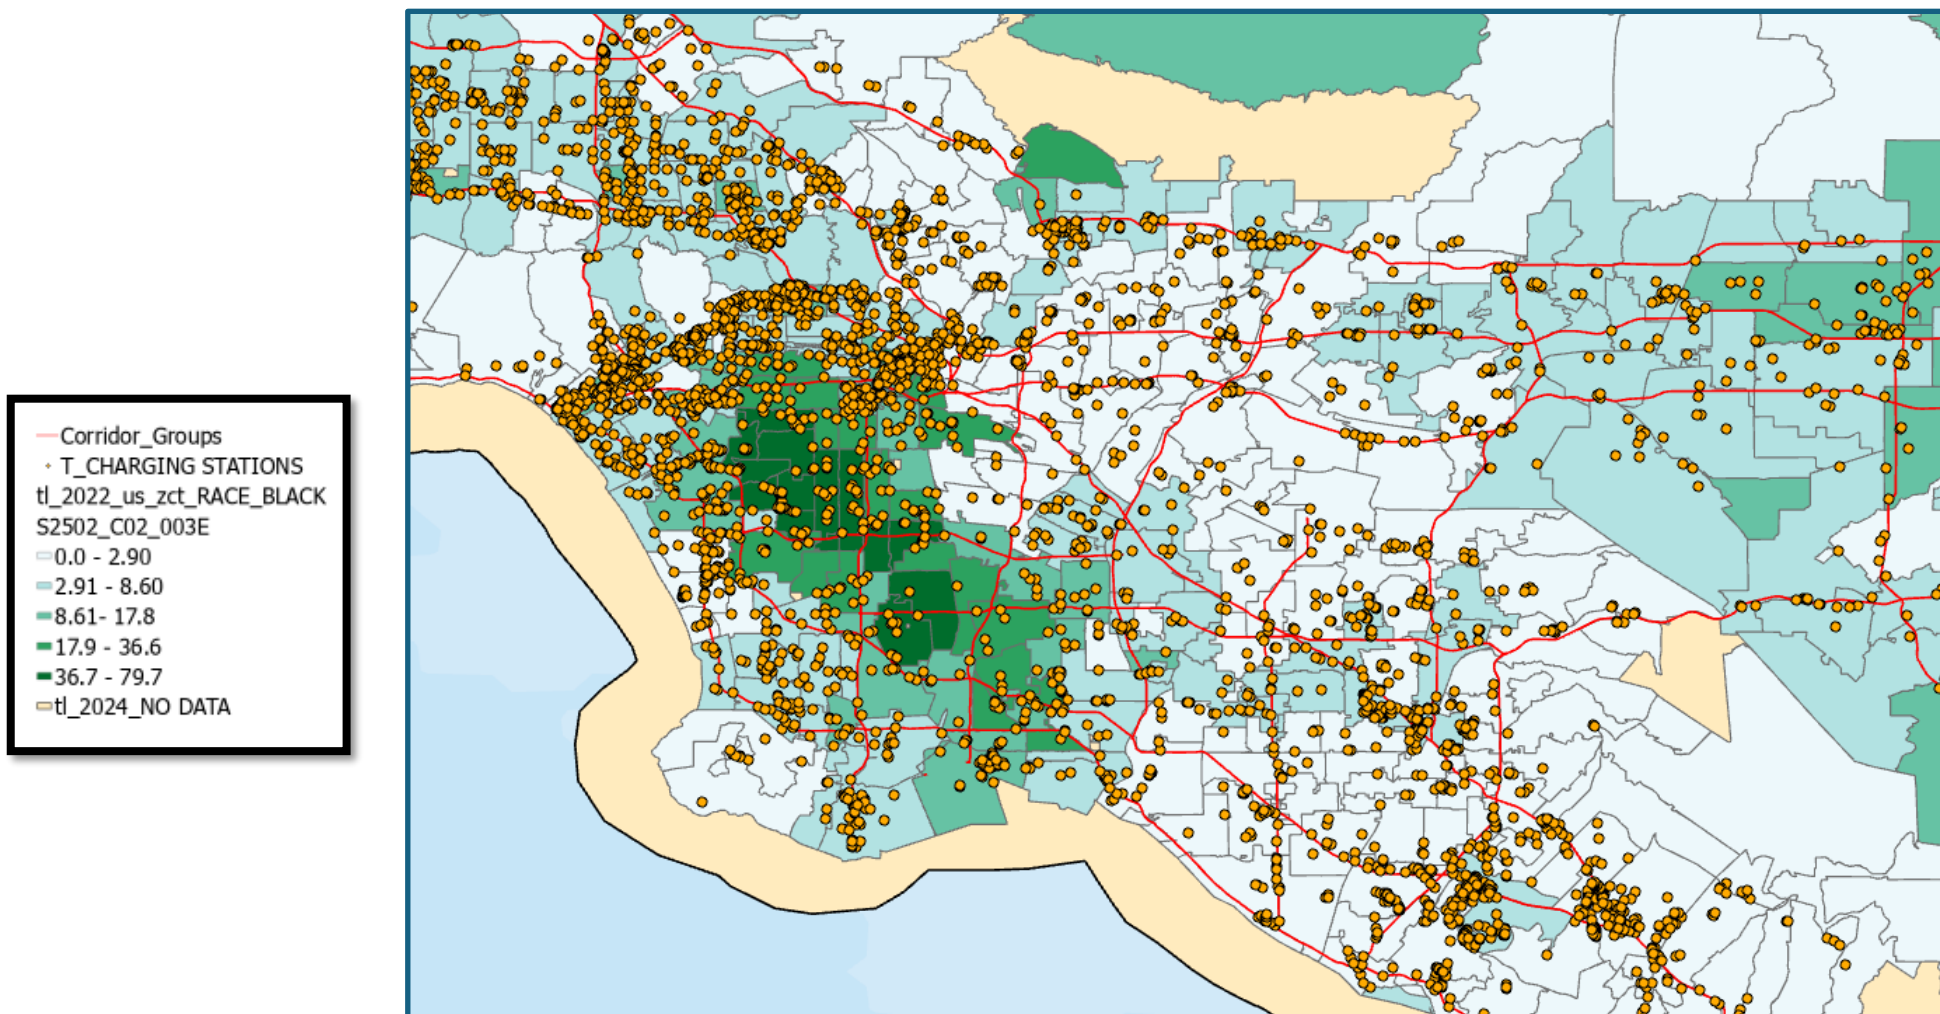 Corridor_Groups
T_CHARGING STATIONS
tl_2022_us_zct_RACE_BLACK
S2502_C02_003E
0.0 - 2.90
2.91 - 8.60
8.61- 17.8
17.9 - 36.6
36.7 - 79.7
tl_2024_NO DATA